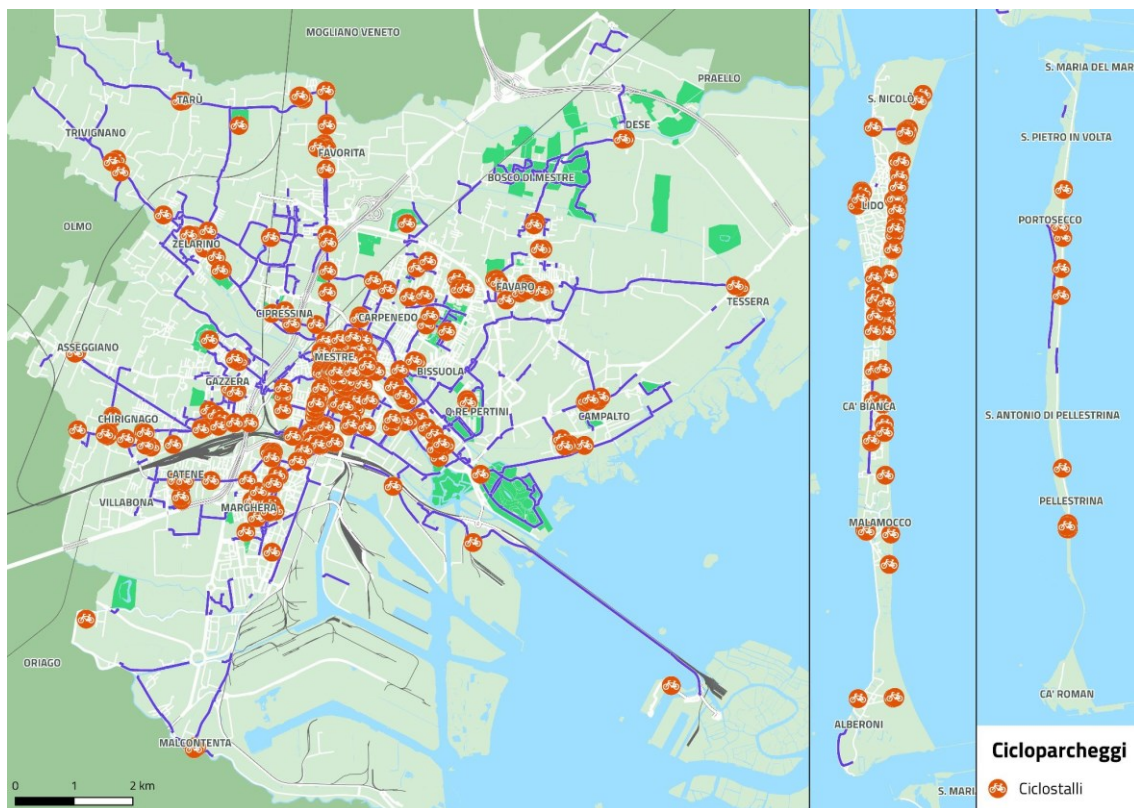 MOGLIANO VENETO
PRAELLO
TARÙ
TRIVIGNANO
FAVORITA
DESE
BOSCO DI MESTRE
OLMO
ZELARINO
FAVARO
TESSERA
CIPRESSINA
CARPENEDO
ASSEGGIANO
MESTRE
BISSUOLA
GAZZERA
CHIRIGNAGO
Q.RE PERTINI
CAMPALTO
CATENE
VILLABONA
MARGHERA
ORIAGO
MALCONTENTA
0 1 2 km
S. NICOLÒ
LIDO
CA' BIANCA
MALAMOCCO
ALBERONI
S. MARI
S. MARIA DEL MAR
S. PIETRO IN VOLTA
PORTOSECCO
S. ANTONIO DI PELLESTRINA
PELLESTRINA
CA' ROMAN
Cicloparcheggi
Ciclostalli